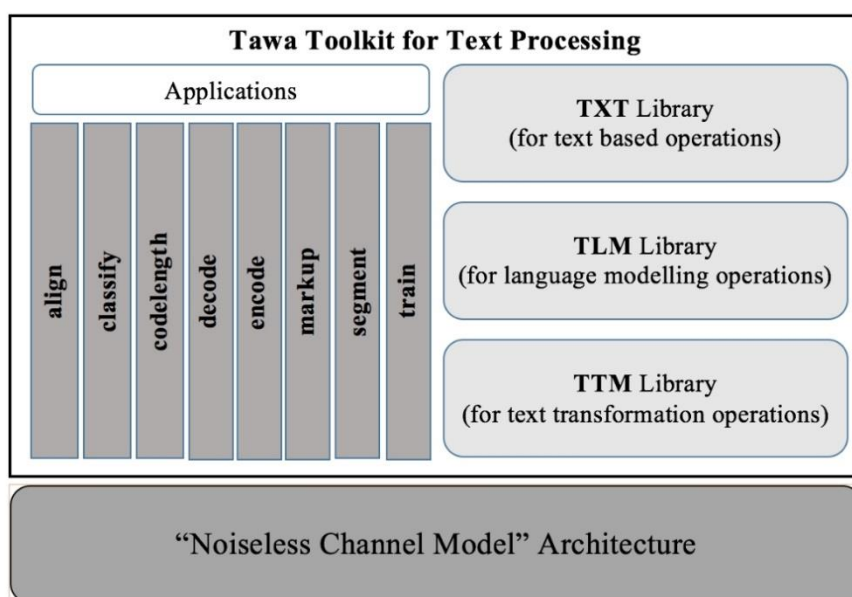 Tawa Toolkit for Text Processing
Applications
align
classify
codelength
decode
encode
markup
segment
train
TXT Library
(for text based operations)
TLM Library
(for language modelling operations)
TTM Library
(for text transformation operations)
“Noiseless Channel Model” Architecture